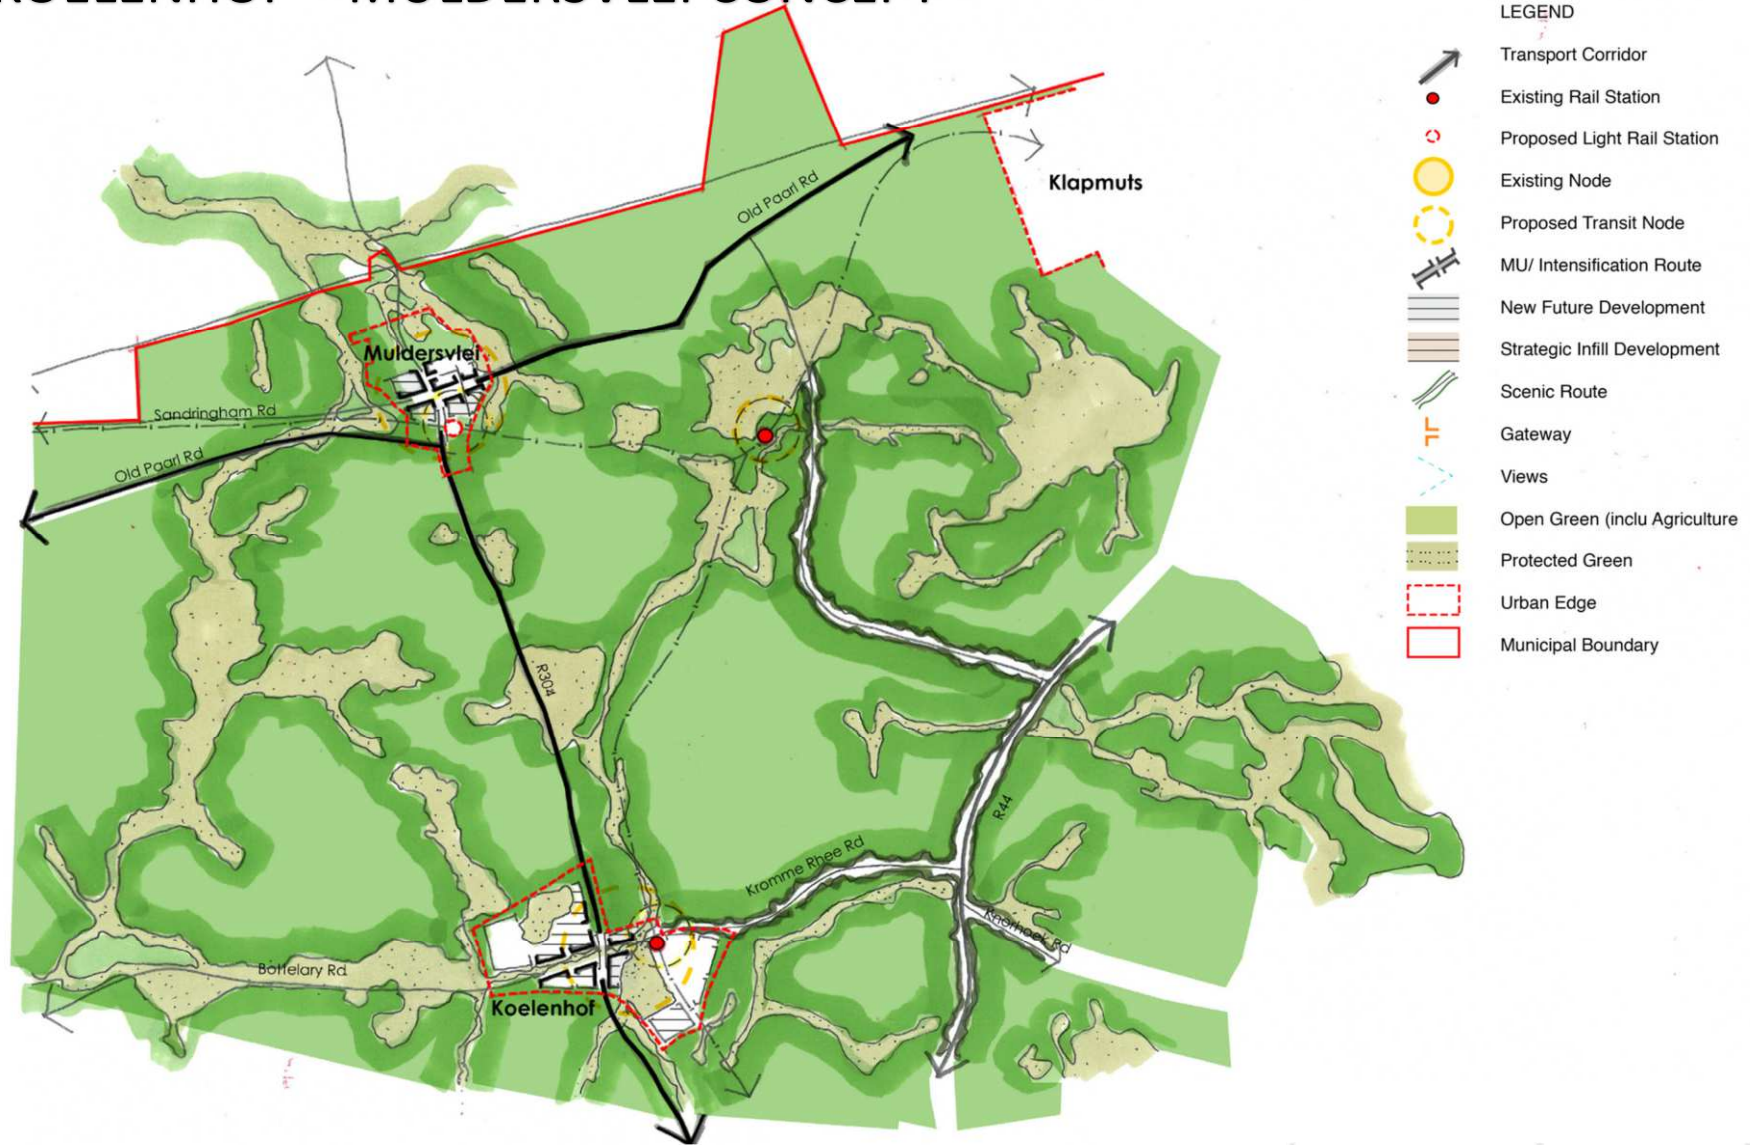 KOELENHOF - MULDERSVLEI CONCEPT
LEGEND
Transport Corridor
Existing Rail Station
Proposed Light Rail Station
Existing Node
Proposed Transit Node
MU/ Intensification Route
New Future Development
Strategic Infill Development
Scenic Route
Gateway
Views
Open Green (inclu Agriculture
Protected Green
Urban Edge
Municipal Boundary
Klapmuts
Old Paarl Rd
Muldersvlei
Sandringham Rd
Old Paarl Rd
R304
R44
Kromme Rhee Rd
Knorhoek Rd
Bottelary Rd
Koelenhof